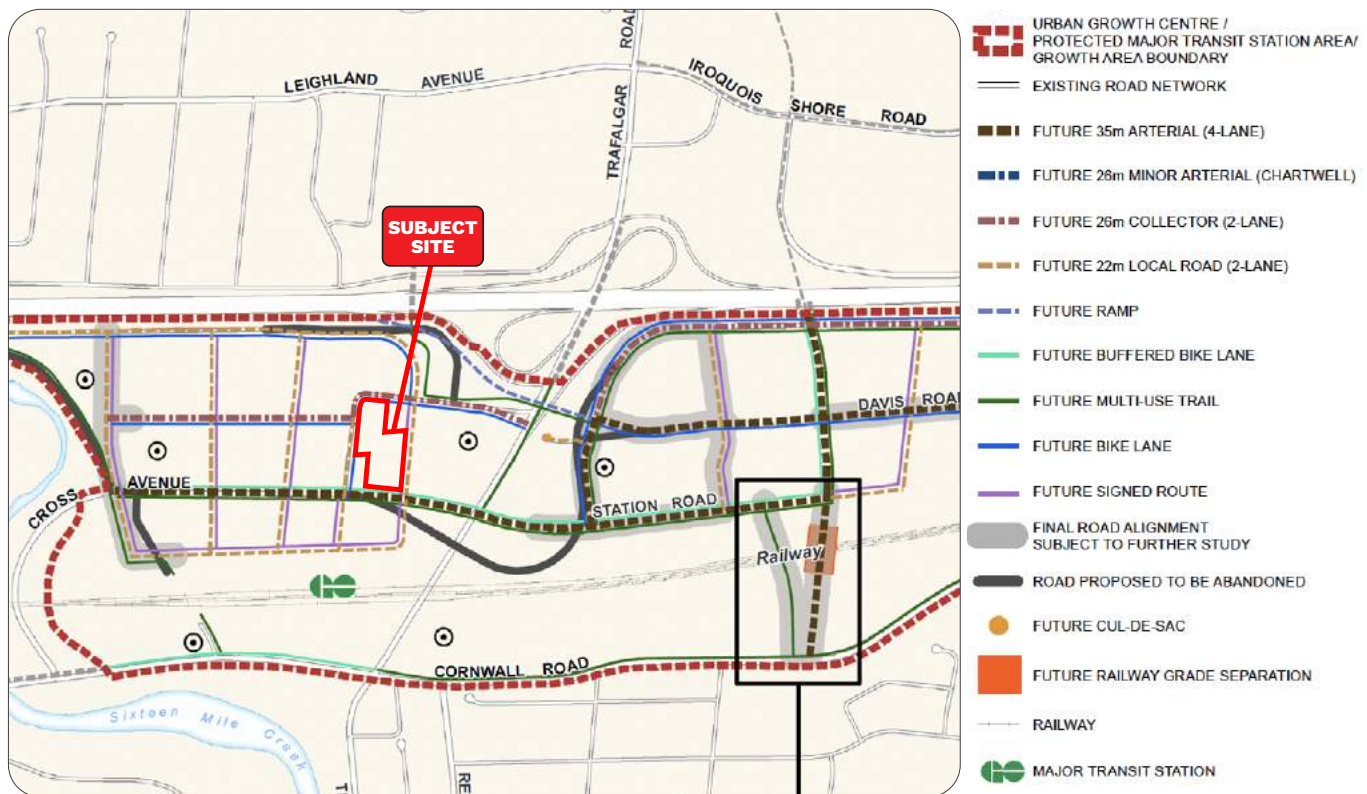 LEIGHLAND AVENUE
IROQUOIS SHORE ROAD
TRAFALGAR ROAD
SUBJECT
SITE
DAVIS ROAD
CROSS AVENUE
STATION ROAD
Railway
GO
CORNWALL ROAD
Sixteen Mile Creek
T
RE
URBAN GROWTH CENTRE /
PROTECTED MAJOR TRANSIT STATION AREA/
GROWTH AREA BOUNDARY
EXISTING ROAD NETWORK
FUTURE 35m ARTERIAL (4-LANE)
FUTURE 26m MINOR ARTERIAL (CHARTWELL)
FUTURE 26m COLLECTOR (2-LANE)
FUTURE 22m LOCAL ROAD (2-LANE)
FUTURE RAMP
FUTURE BUFFERED BIKE LANE
FUTURE MULTI-USE TRAIL
FUTURE BIKE LANE
FUTURE SIGNED ROUTE
FINAL ROAD ALIGNMENT
SUBJECT TO FURTHER STUDY
ROAD PROPOSED TO BE ABANDONED
FUTURE CUL-DE-SAC
FUTURE RAILWAY GRADE SEPARATION
RAILWAY
GO MAJOR TRANSIT STATION